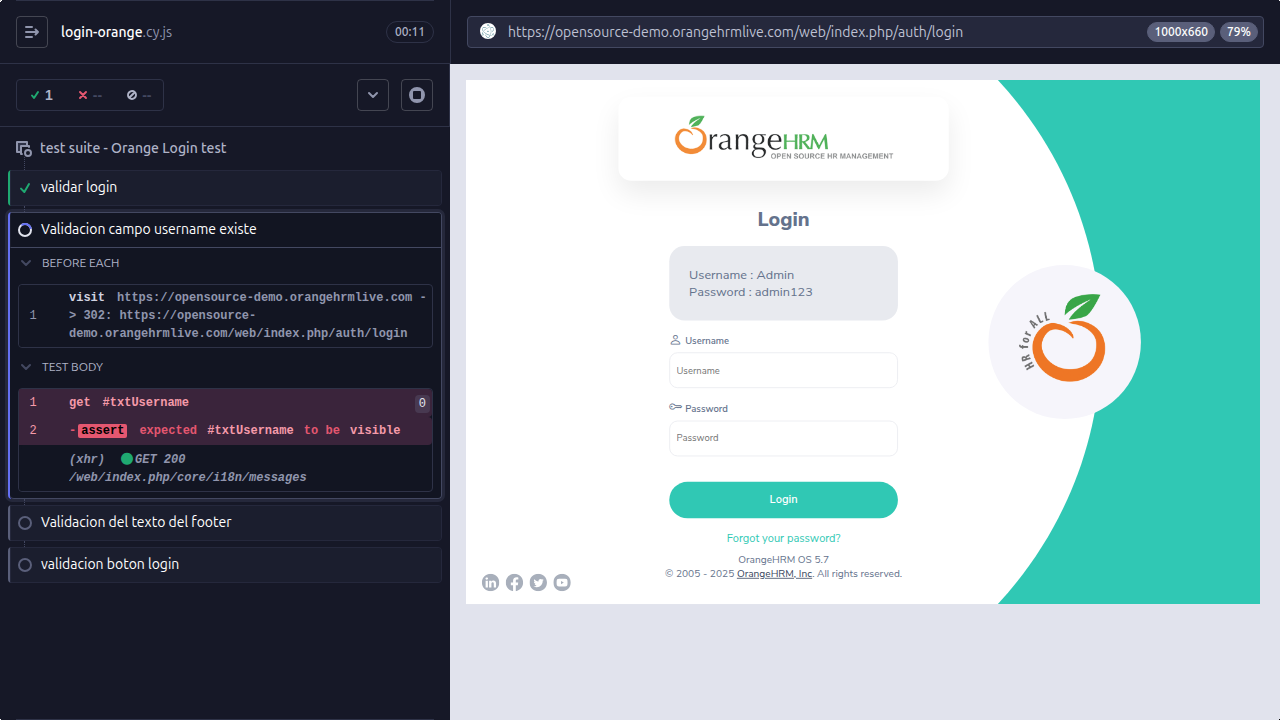 login-orange.cy.js
00:11
1
--
--
test suite - Orange Login test
validar login
Validacion campo username existe
BEFORE EACH
1
visit https://opensource-demo.orangehrmlive.com -
> 302: https://opensource-
demo.orangehrmlive.com/web/index.php/auth/login
TEST BODY
1 get #txtUsername 0
2 -assert expected #txtUsername to be visible
(xhr) GET 200
/web/index.php/core/i18n/messages
Validacion del texto del footer
validacion boton login
https://opensource-demo.orangehrmlive.com/web/index.php/auth/login
1000x660
79%
OrangeHRM
OPEN SOURCE HR MANAGEMENT
Login
Username : Admin
Password : admin123
Username
Username
Password
Password
Login
Forgot your password?
OrangeHRM OS 5.7
© 2005 - 2025 OrangeHRM, Inc. All rights reserved.
HR for ALL